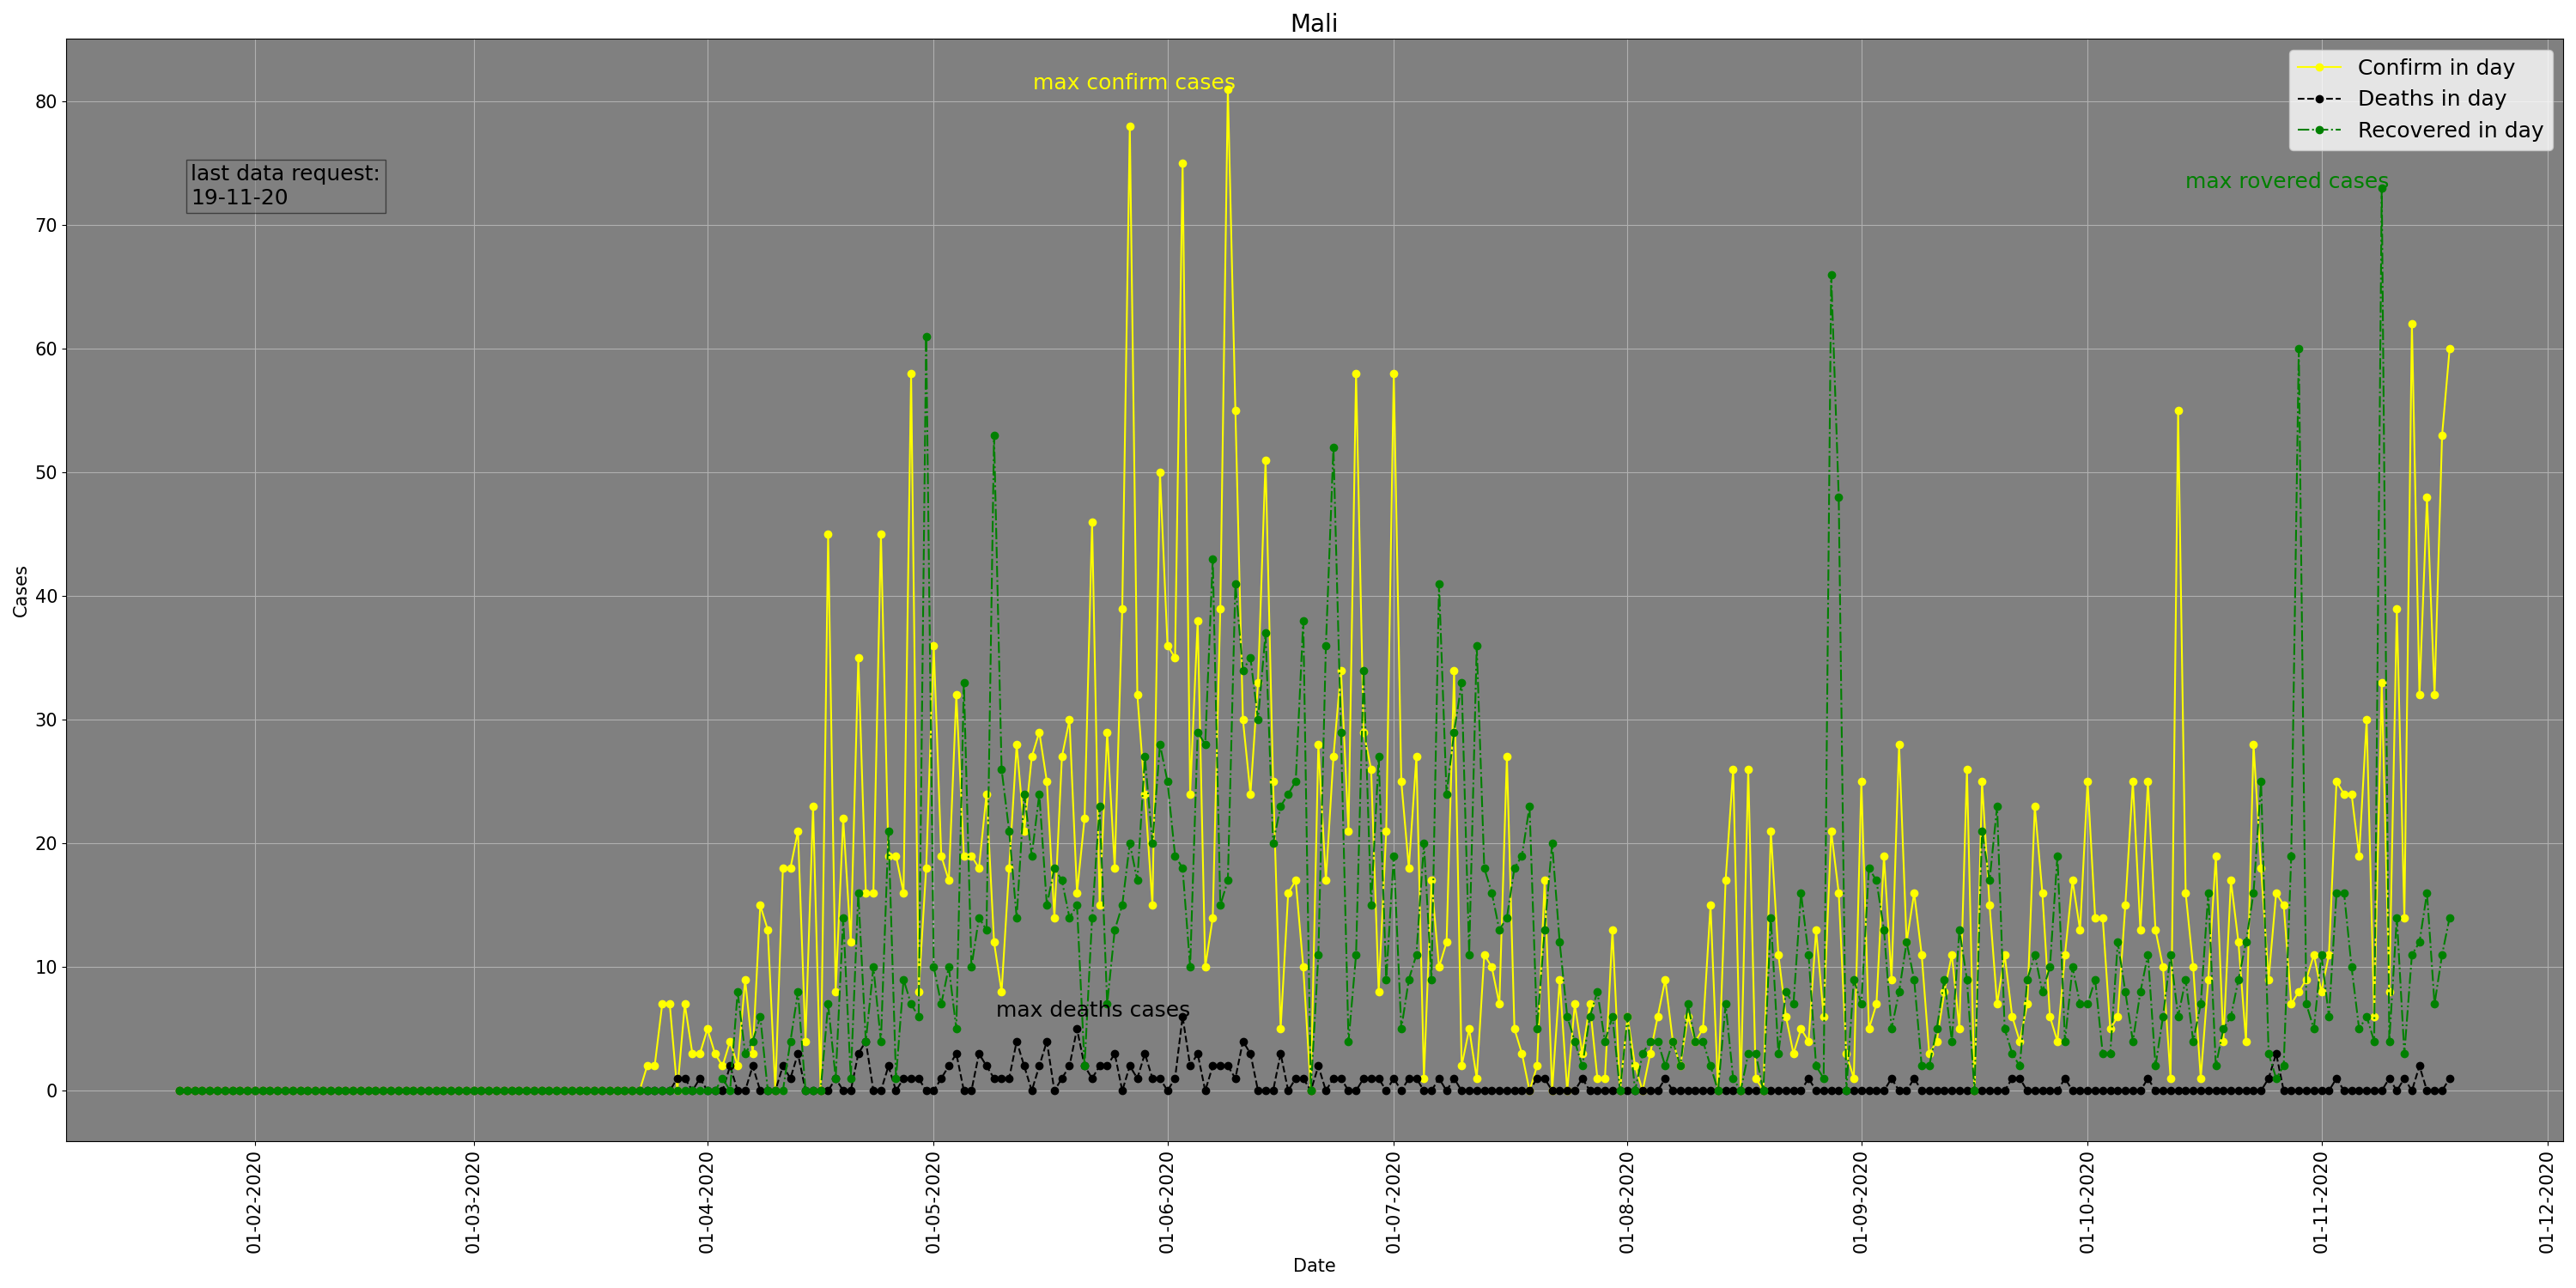 Mali
max confirm cases
Confirm in day
Deaths in day
Recovered in day
last data request:
19-11-20
max rovered cases
max deaths cases
Cases
80
70
60
50
40
30
20
10
0
01-02-2020
01-03-2020
01-04-2020
01-05-2020
01-06-2020
01-07-2020
01-08-2020
01-09-2020
01-10-2020
01-11-2020
01-12-2020
Date